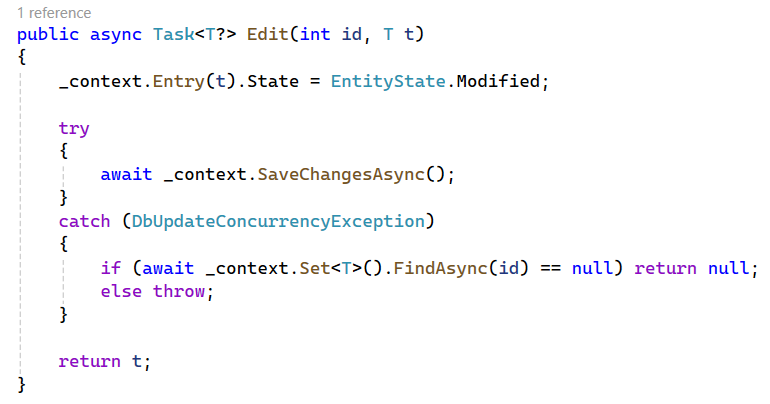 1 reference
public async Task<T?> Edit(int id, T t)
{
    _context.Entry(t).State = EntityState.Modified;

    try
    {
        await _context.SaveChangesAsync();
    }
    catch (DbUpdateConcurrencyException)
    {
        if (await _context.Set<T>().FindAsync(id) == null) return null;
        else throw;
    }

    return t;
}